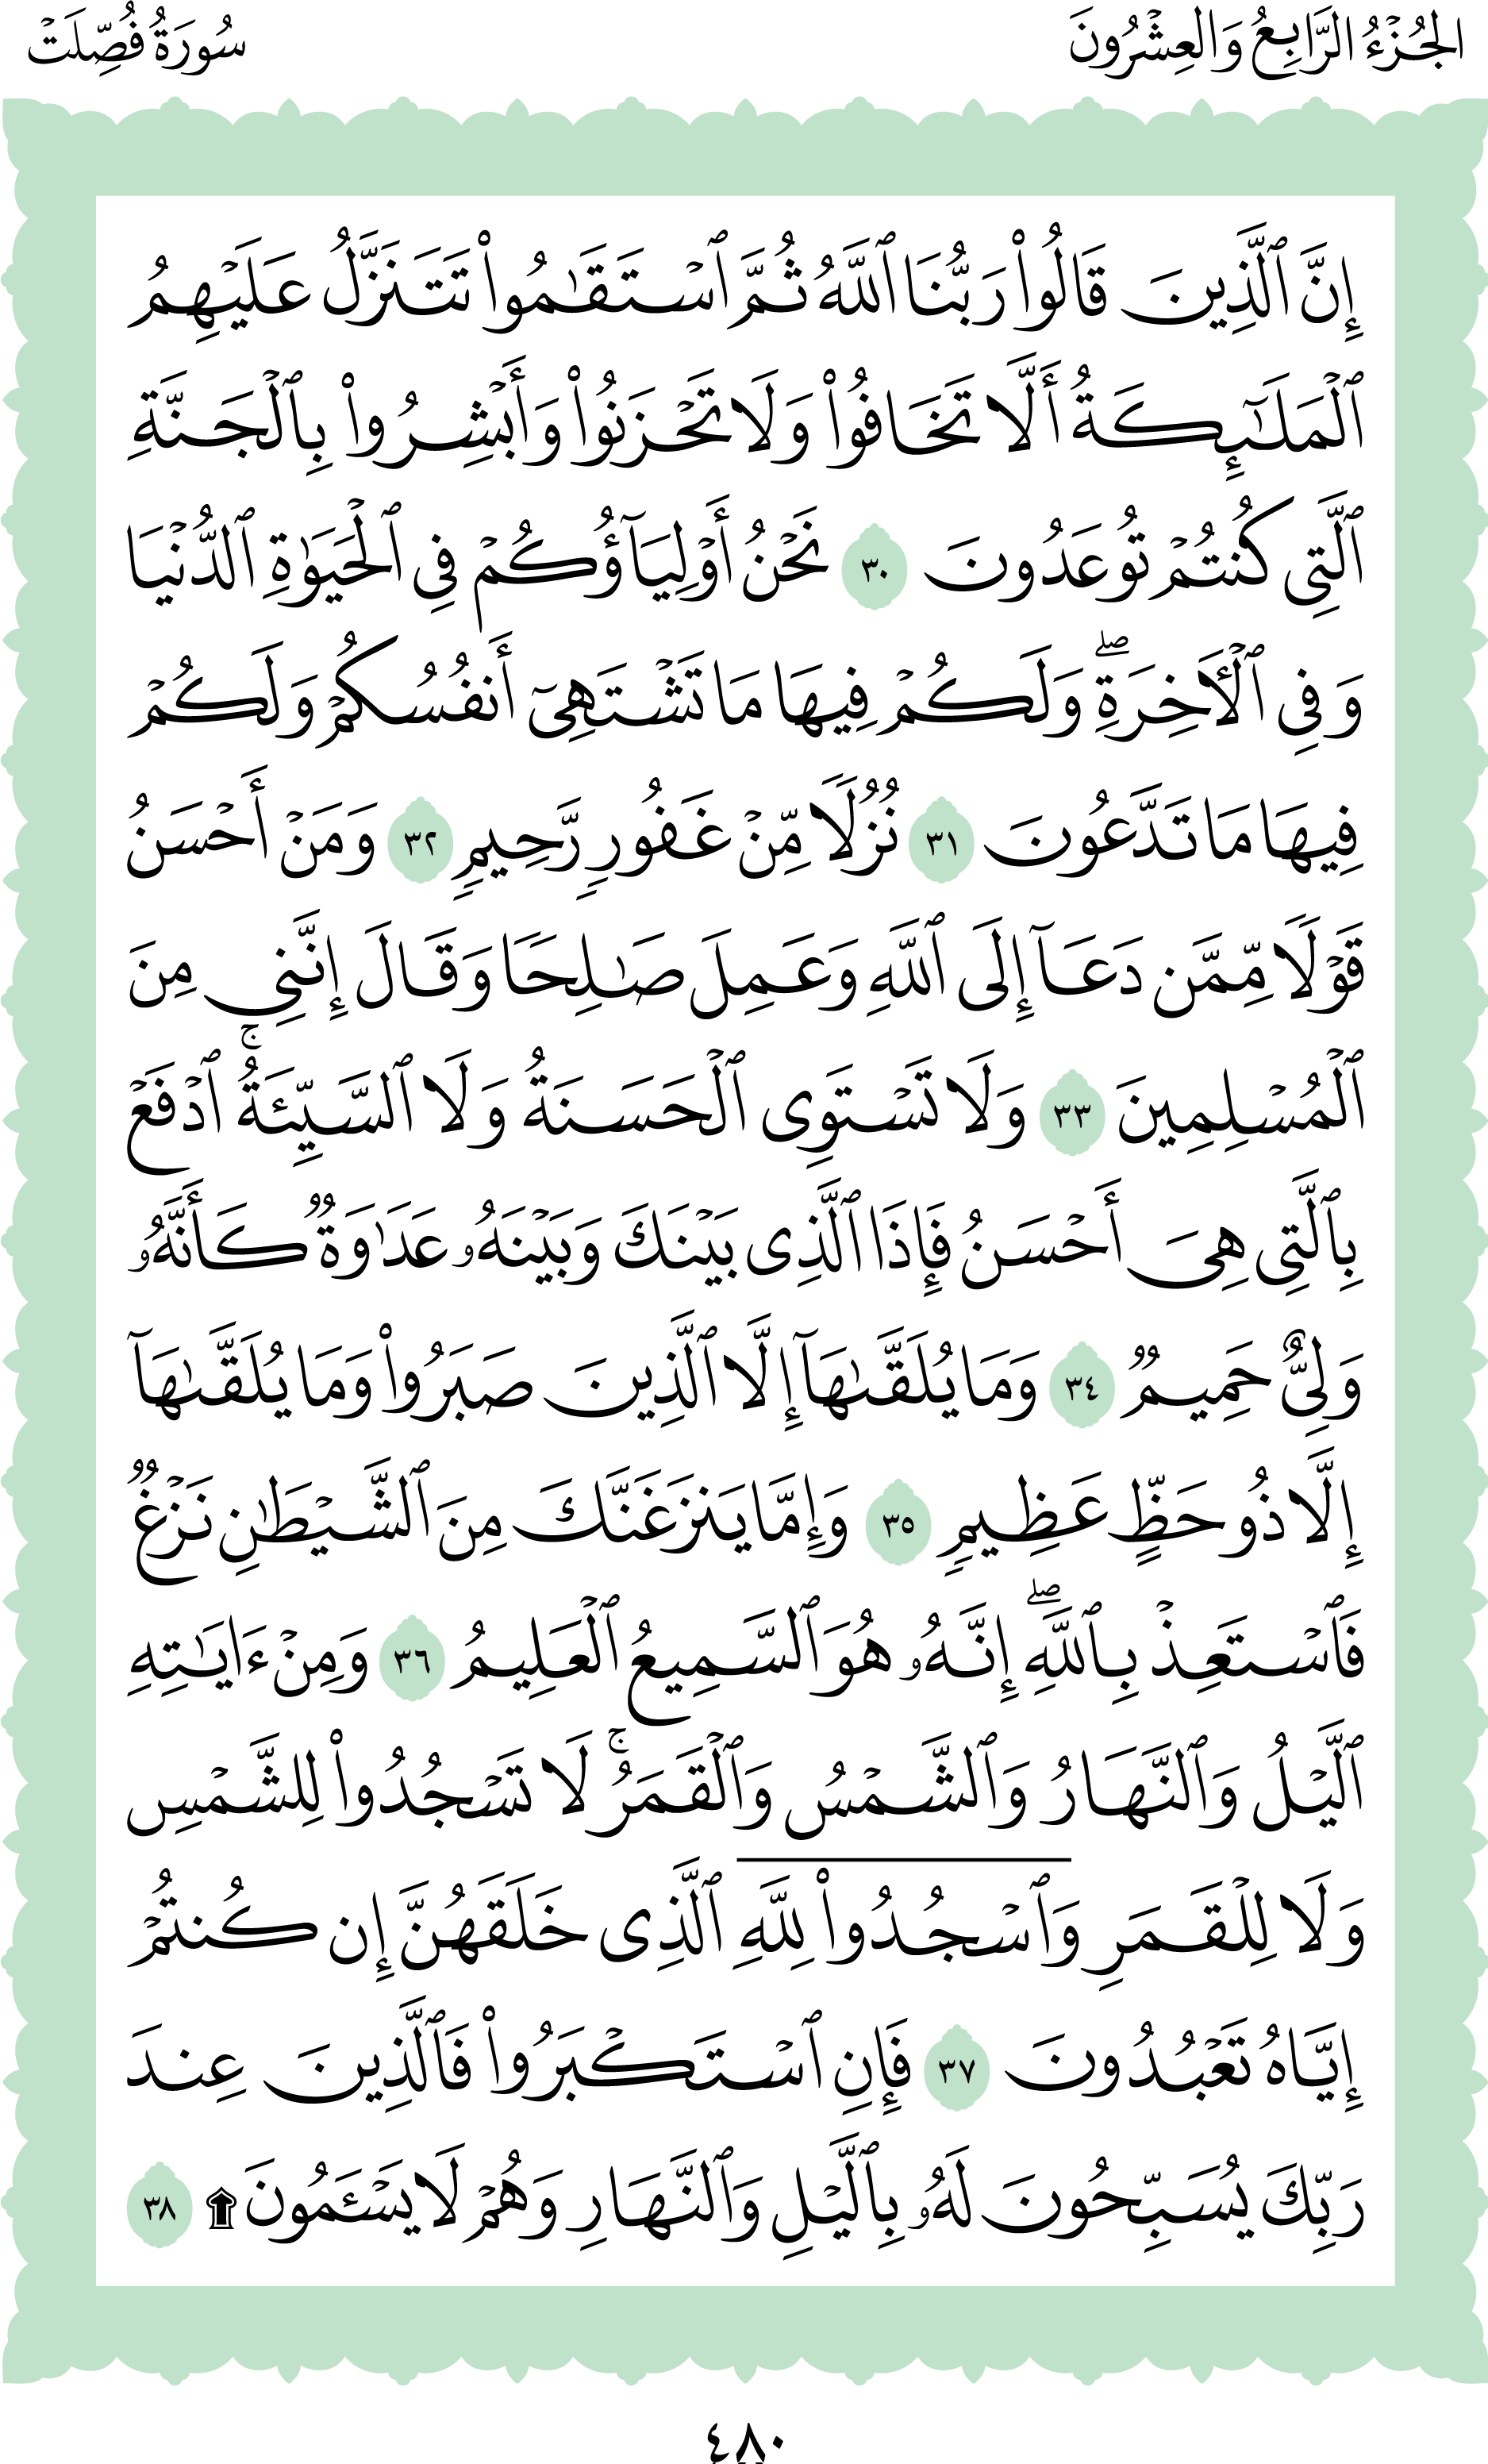 الجُزْءُ الرَّابِعُ وَالعِشْرُونَ
سُورَةُ فُصِّلَتْ
إِنَّ ٱلَّذِينَ قَالُوا۟ رَبُّنَا ٱللَّهُ ثُمَّ ٱسْتَقَـٰمُوا۟ تَتَنَزَّلُ عَلَيْهِمُ
ٱلْمَلَـٰٓئِكَةُ أَلَّا تَخَافُوا۟ وَلَا تَحْزَنُوا۟ وَأَبْشِرُوا۟ بِٱلْجَنَّةِ
ٱلَّتِى كُنتُمْ تُوعَدُونَ ٣٠ نَحْنُ أَوْلِيَآؤُكُمْ فِى ٱلْحَيَوٰةِ ٱلدُّنْيَا
وَفِى ٱلْـَٔاخِرَةِ ۖ وَلَكُمْ فِيهَا مَا تَشْتَهِىٓ أَنفُسُكُمْ وَلَكُمْ
فِيهَا مَا تَدَّعُونَ ٣١ نُزُلًا مِّنْ غَفُورٍ رَّحِيمٍ ٣٢ وَمَنْ أَحْسَنُ
قَوْلًا مِّمَّن دَعَآ إِلَى ٱللَّهِ وَعَمِلَ صَـٰلِحًا وَقَالَ إِنَّنِى مِنَ
ٱلْمُسْلِمِينَ ٣٣ وَلَا تَسْتَوِى ٱلْحَسَنَةُ وَلَا ٱلسَّيِّئَةُ ۚ ٱدْفَعْ
بِٱلَّتِى هِىَ أَحْسَنُ فَإِذَا ٱلَّذِى بَيْنَكَ وَبَيْنَهُۥ عَدَٰوَةٌ كَأَنَّهُۥ
وَلِىٌّ حَمِيمٌ ٣٤ وَمَا يُلَقَّىٰهَآ إِلَّا ٱلَّذِينَ صَبَرُوا۟ وَمَا يُلَقَّىٰهَآ
إِلَّا ذُو حَظٍّ عَظِيمٍ ٣٥ وَإِمَّا يَنزَغَنَّكَ مِنَ ٱلشَّيْطَـٰنِ نَزْغٌ
فَٱسْتَعِذْ بِٱللَّهِ ۖ إِنَّهُۥ هُوَ ٱلسَّمِيعُ ٱلْعَلِيمُ ٣٦ وَمِنْ ءَايَـٰتِهِ
ٱلَّيْلُ وَٱلنَّهَارُ وَٱلشَّمْسُ وَٱلْقَمَرُ ۚ لَا تَسْجُدُوا۟ لِلشَّمْسِ
وَلَا لِلْقَمَرِ وَٱسْجُدُوا۟ لِلَّهِ ٱلَّذِى خَلَقَهُنَّ إِن كُنتُمْ
إِيَّاهُ تَعْبُدُونَ ٣٧ فَإِنِ ٱسْتَكْبَرُوا۟ فَٱلَّذِينَ عِندَ
رَبِّكَ يُسَبِّحُونَ لَهُۥ بِٱلَّيْلِ وَٱلنَّهَارِ وَهُمْ لَا يَسْـَٔمُونَ ۩ ٣٨
٤٨٠